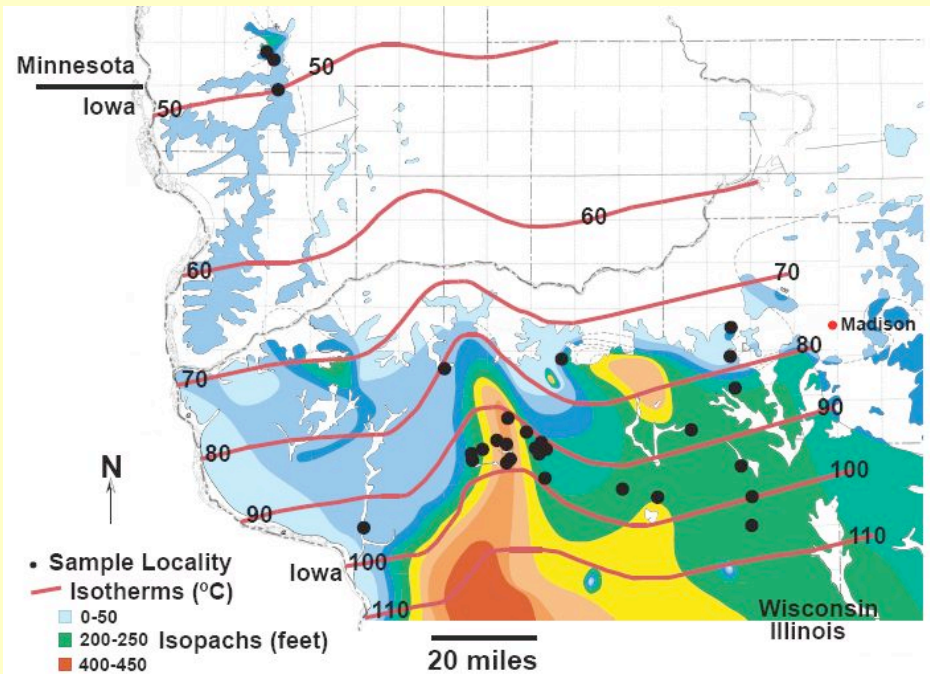 Minnesota
Iowa
50
50
60
60
70
70
Madison
80
80
90
90
100
100
110
110
N
Iowa
Sample Locality
Isotherms (ºC)
0-50
200-250 Isopachs (feet)
400-450
20 miles
Wisconsin
Illinois